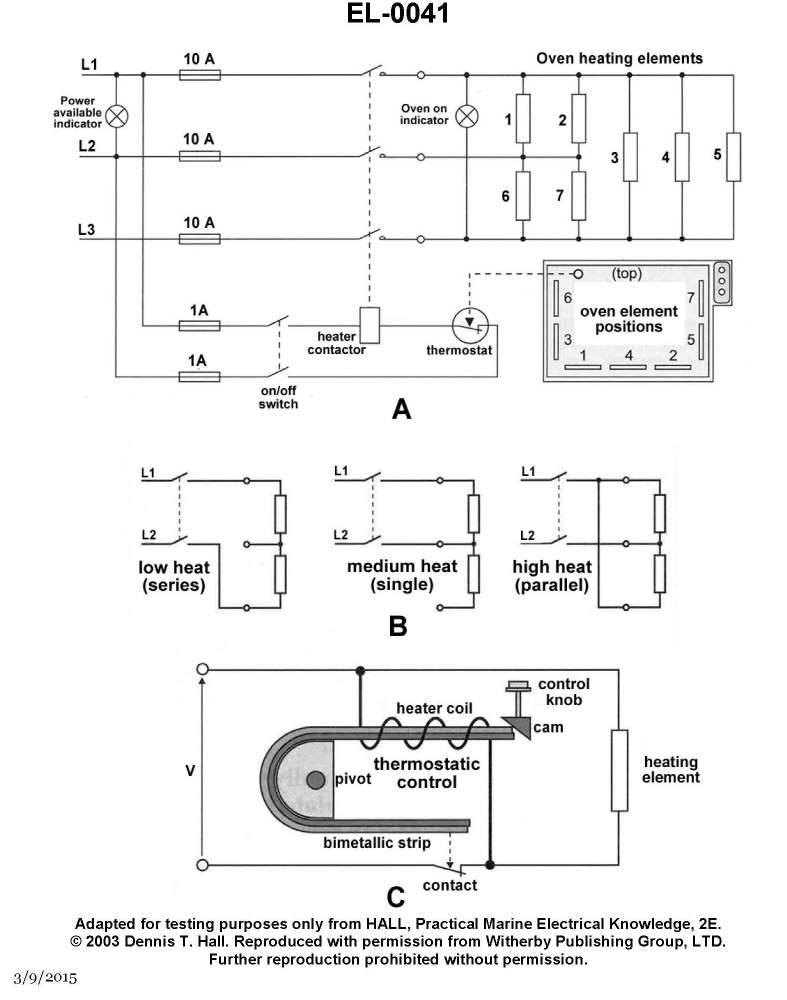 EL-0041
L1
10 A
Oven heating elements
Power
available
indicator
Oven on
indicator
1
2
L2
10 A
3
4
5
6
7
L3
10 A
(top)
6
7
oven element
positions
3
5
1
4
2
1A
heater
contactor
thermostat
1A
on/off
switch
A
L1
L2
low heat
(series)
L1
L2
medium heat
(single)
L1
L2
high heat
(parallel)
B
control
knob
heater coil
cam
thermostatic
control
V
pivot
heating
element
bimetallic strip
contact
C
Adapted for testing purposes only from HALL, Practical Marine Electrical Knowledge, 2E.
© 2003 Dennis T. Hall. Reproduced with permission from Witherby Publishing Group, LTD.
Further reproduction prohibited without permission.
3/9/2015